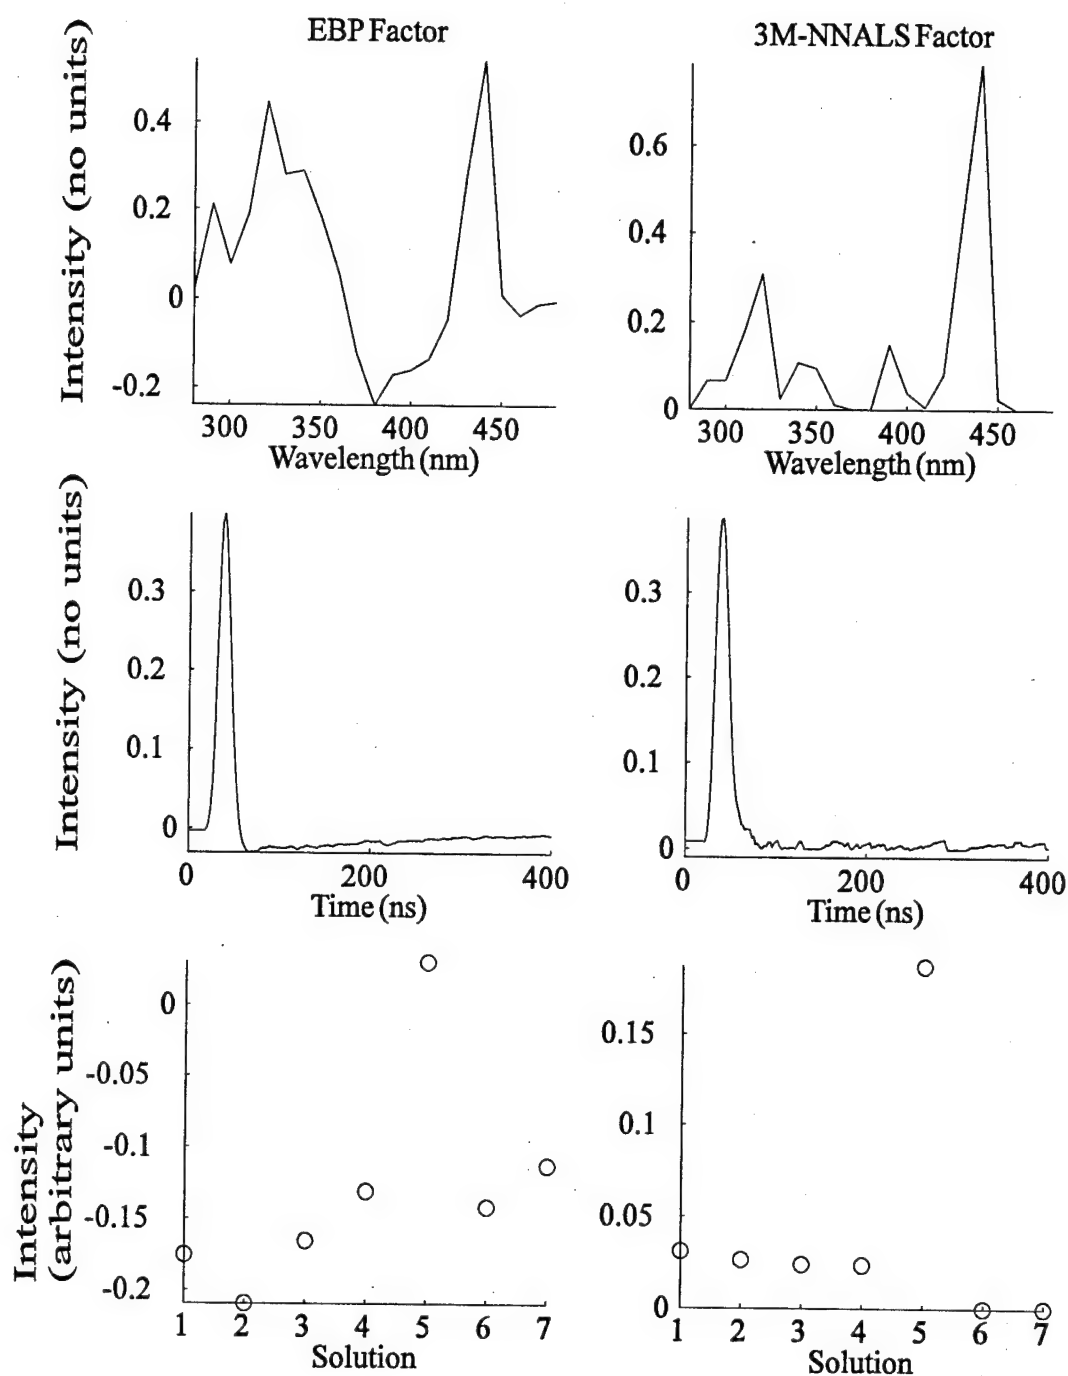 EBP Factor
3M-NNALS Factor
Intensity (no units)
0.4
0.2
0
-0.2
300 350 400 450
Wavelength (nm)
0.6
0.4
0.2
0
300 350 400 450
Wavelength (nm)
Intensity (no units)
0.3
0.2
0.1
0
0 200 400
Time (ns)
0.3
0.2
0.1
0
0 200 400
Time (ns)
Intensity
(arbitrary units)
0
-0.05
-0.1
-0.15
-0.2
1 2 3 4 5 6 7
Solution
0.15
0.1
0.05
0
1 2 3 4 5 6 7
Solution